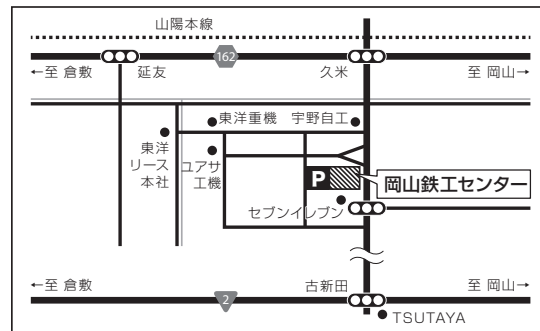 山陽本線
162
←至 倉敷
延友
久米
至 岡山→
東洋重機
宇野自工
東洋
リース
本社
ユアサ
工機
P
岡山鉄工センター
セブンイレブン
←至 倉敷
古新田
至 岡山→
2
TSUTAYA